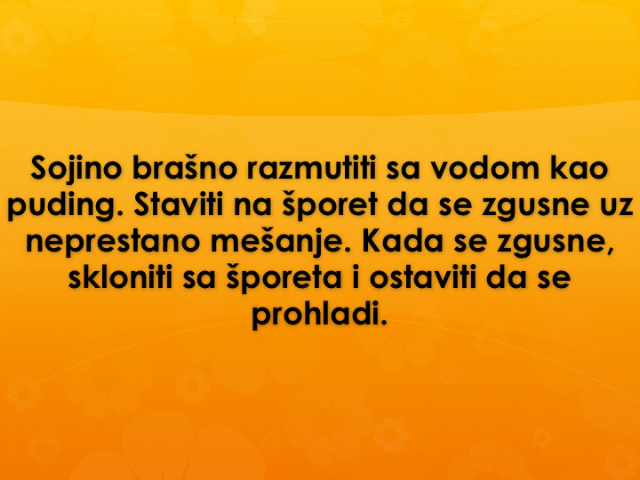 Sojino brašno razmutiti sa vodom kao
puding. Staviti na šporet da se zgusne uz
neprestano mešanje. Kada se zgusne,
skloniti sa šporeta i ostaviti da se
prohladi.